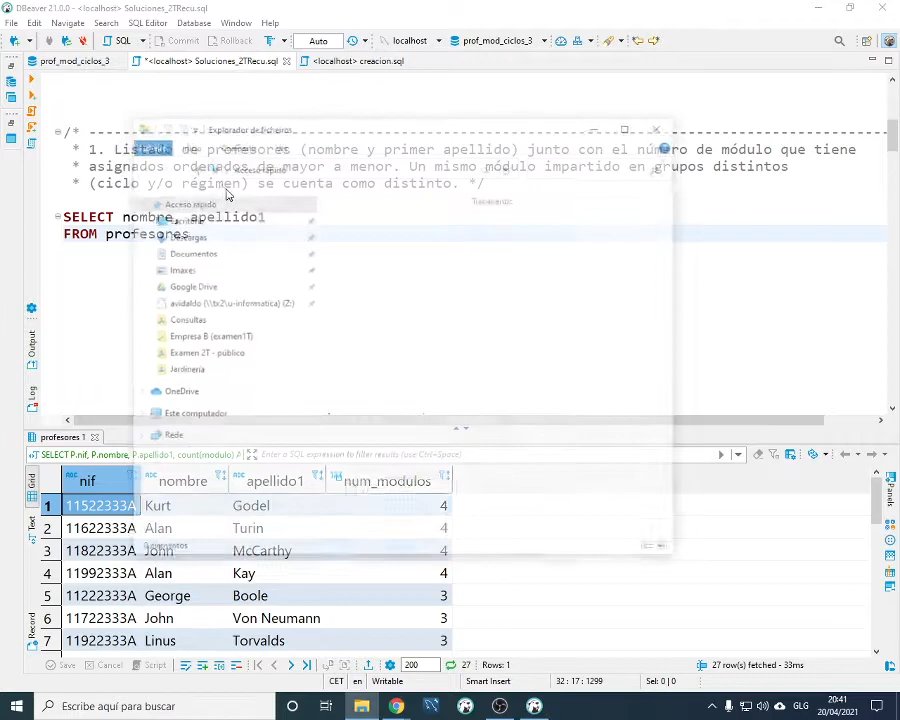 DBeaver 21.0.0 - <localhost> Soluciones_2TRecu.sql
File Edit Navigate Search SQL Editor Database Window Help
SQL Commit Rollback Auto localhost prof_mod_ciclos_3
prof_mod_ciclos_3 *<localhost> Soluciones_2TRecu.sql <localhost> creacion.sql
Explorador de ficheiros
/* 
* 1. Listado de profesores (nombre y primer apellido) junto con el número de módulo que tiene
* asignados ordenados de mayor a menor. Un mismo módulo impartido en grupos distintos
* (ciclo y/o régimen) se cuenta como distinto. */
SELECT nombre, apellido1
FROM profesores
Acceso rápido
Acceso rápido
Escritorio
Descargas
Documentos
Imaxes
Google Drive
avidaldo (\\tx2\u-informatica) (Z:)
Consultas
Empresa B (examen1T)
Examen 2T - público
Jardinería
OneDrive
Este computador
Rede
Output
Log
profesores 1
SELECT P.nif, P.nombre, P.apellido1, count(modulo) A Enter a SQL expression to filter results (use Ctrl+Space)
Grid
Text
Record
Panels
nif nombre apellido1 num_modulos
1 11522333A Kurt Godel 4
2 11622333A Alan Turin 4
3 11822333A John McCarthy 4
4 11992333A Alan Kay 4
5 11222333A George Boole 3
6 11722333A John Von Neumann 3
7 11922333A Linus Torvalds 3
Save Cancel Script 200 27 Rows: 1 27 row(s) fetched - 33ms
CET en Writable Smart Insert 32 : 17 : 1299 Sel: 0 | 0
Escribe aquí para buscar
GLG
20:41
20/04/2021